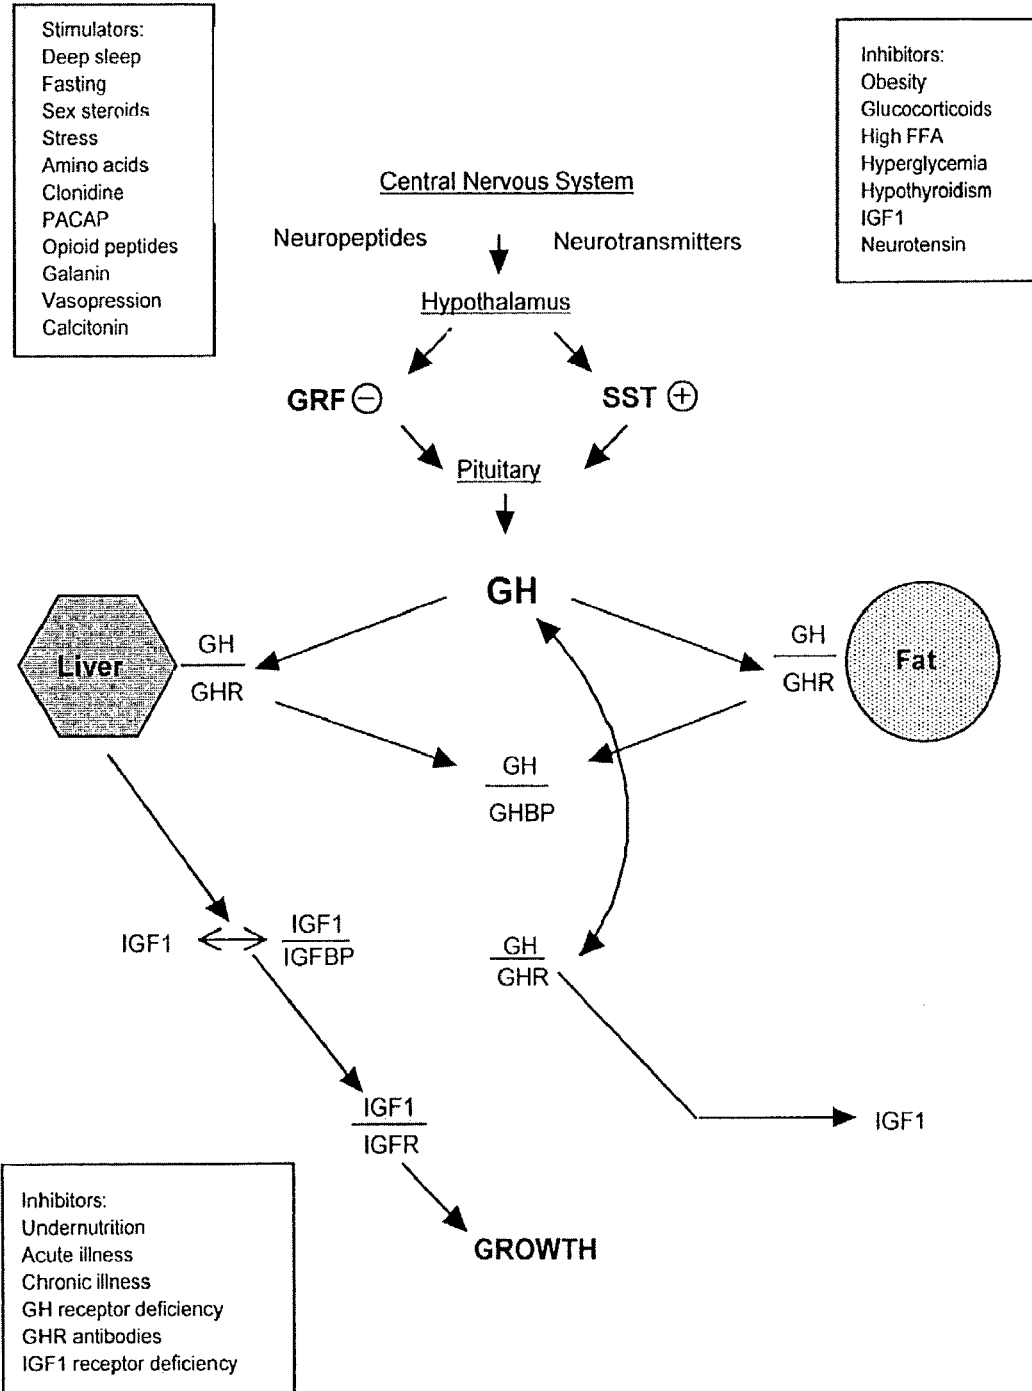 Stimulators:
Deep sleep
Fasting
Sex steroids
Stress
Amino acids
Clonidine
PACAP
Opioid peptides
Galanin
Vasopression
Calcitonin
Inhibitors:
Obesity
Glucocorticoids
High FFA
Hyperglycemia
Hypothyroidism
IGF1
Neurotensin
Central Nervous System
Neuropeptides
Neurotransmitters
Hypothalamus
GRF −
SST +
Pituitary
GH
Liver
GH
GHR
GH
GHR
Fat
GH
GHBP
IGF1
IGF1
IGFBP
GH
GHR
IGF1
IGFR
IGF1
GROWTH
Inhibitors:
Undernutrition
Acute illness
Chronic illness
GH receptor deficiency
GHR antibodies
IGF1 receptor deficiency